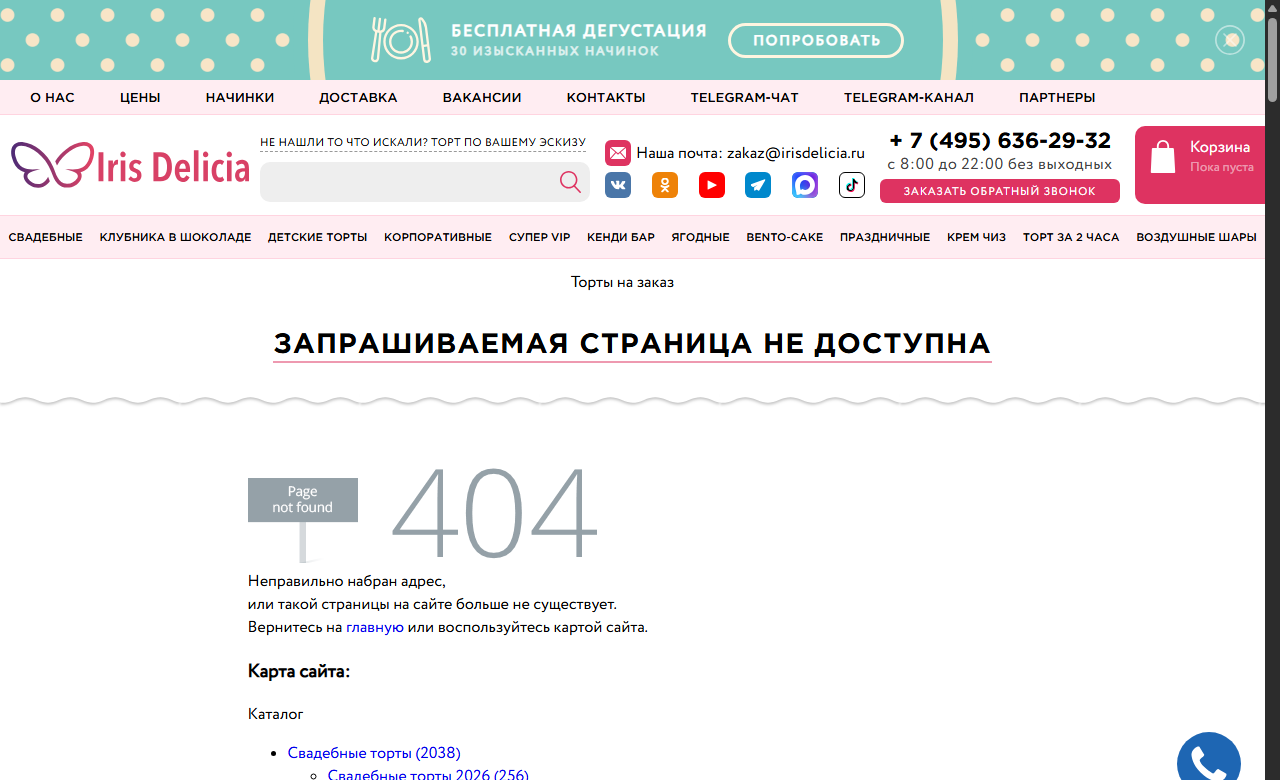 БЕСПЛАТНАЯ ДЕГУСТАЦИЯ
30 ИЗЫСКАННЫХ НАЧИНОК
ПОПРОБОВАТЬ
О НАС ЦЕНЫ НАЧИНКИ ДОСТАВКА ВАКАНСИИ КОНТАКТЫ TELEGRAM-ЧАТ TELEGRAM-КАНАЛ ПАРТНЕРЫ
Iris Delicia
НЕ НАШЛИ ТО ЧТО ИСКАЛИ? ТОРТ ПО ВАШЕМУ ЭСКИЗУ
Наша почта: zakaz@irisdelicia.ru
+ 7 (495) 636-29-32
с 8:00 до 22:00 без выходных
ЗАКАЗАТЬ ОБРАТНЫЙ ЗВОНОК
Корзина
Пока пуста
СВАДЕБНЫЕ КЛУБНИКА В ШОКОЛАДЕ ДЕТСКИЕ ТОРТЫ КОРПОРАТИВНЫЕ СУПЕР VIP КЕНДИ БАР ЯГОДНЫЕ BENTO-CAKE ПРАЗДНИЧНЫЕ КРЕМ ЧИЗ ТОРТ ЗА 2 ЧАСА ВОЗДУШНЫЕ ШАРЫ
Торты на заказ
ЗАПРАШИВАЕМАЯ СТРАНИЦА НЕ ДОСТУПНА
Page
not found
404
Неправильно набран адрес,
или такой страницы на сайте больше не существует.
Вернитесь на главную или воспользуйтесь картой сайта.
Карта сайта:
Каталог
Свадебные торты (2038)
Свадебные торты 2026 (256)